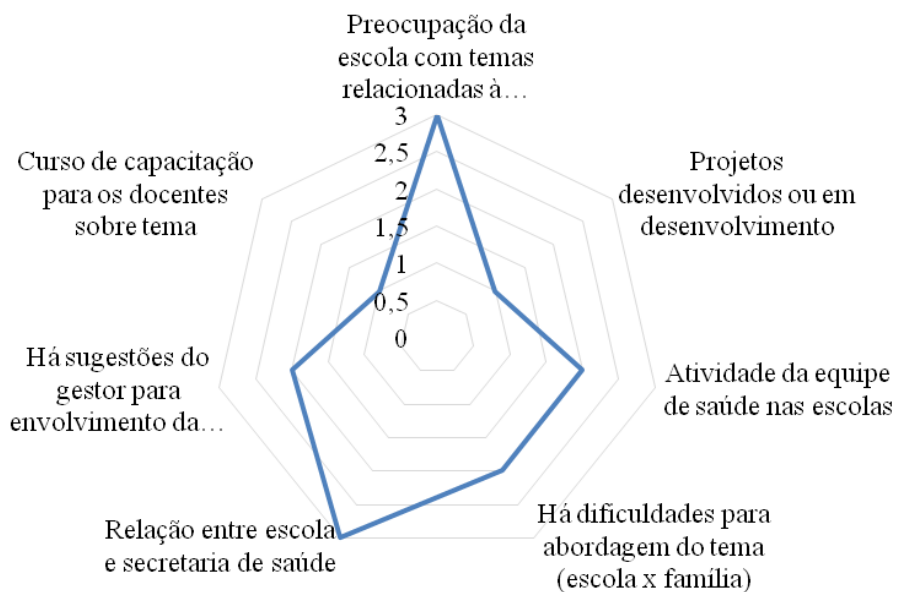 Preocupação da
escola com temas
relacionadas à…
3
2,5
2
1,5
1
0,5
0
Projetos
desenvolvidos ou em
desenvolvimento
Atividade da equipe
de saúde nas escolas
Há dificuldades para
abordagem do tema
(escola x família)
Relação entre escola
e secretaria de saúde
Há sugestões do
gestor para
envolvimento da…
Curso de capacitação
para os docentes
sobre tema